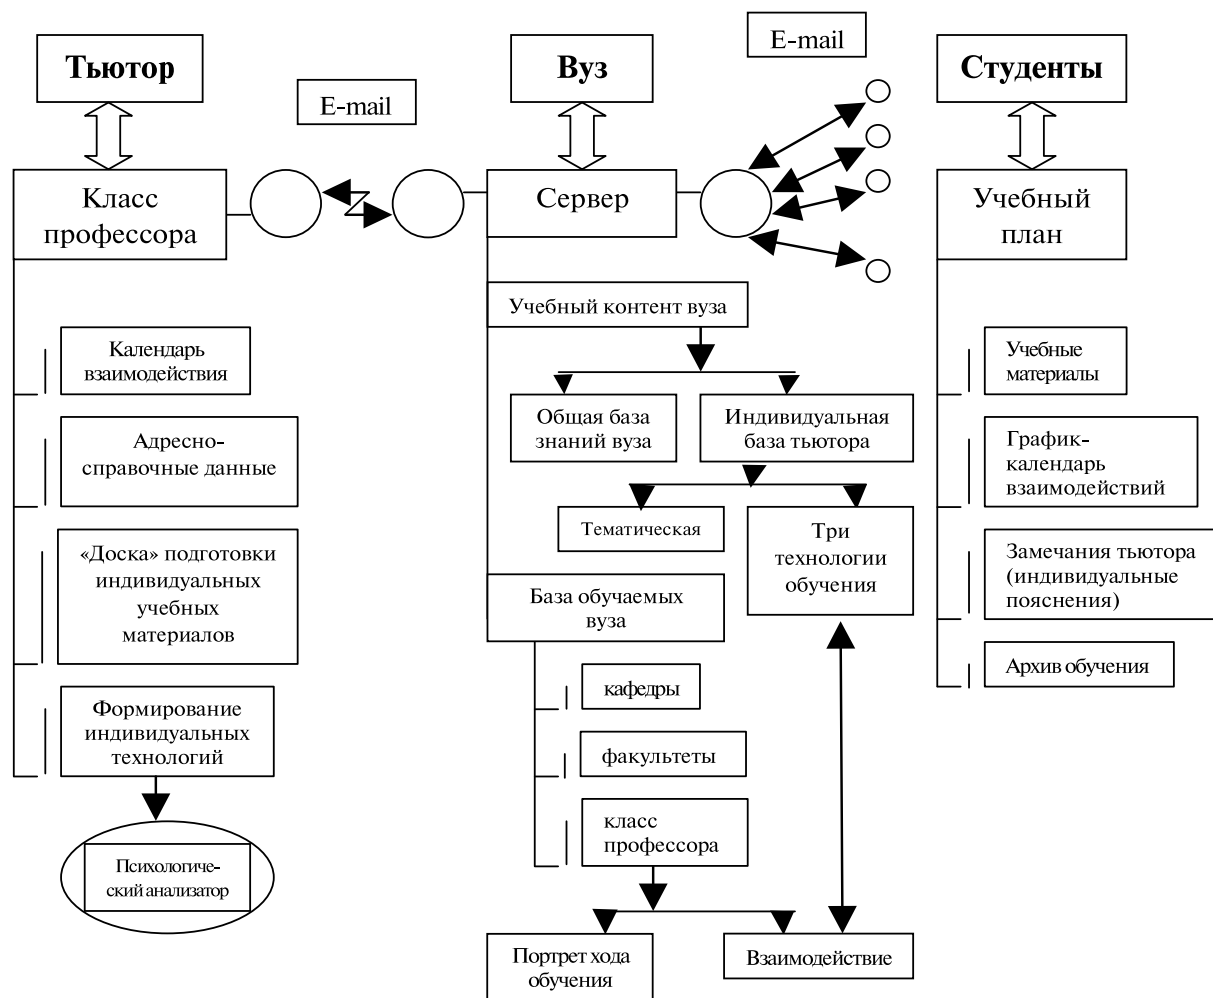 E-mail
Тьютор
Вуз
Студенты
E-mail
Класс
профессора
Сервер
Учебный
план
Учебный контент вуза
Календарь
взаимодействия
Учебные
материалы
Общая база
знаний вуза
Индивидуальная
база тьютора
Адресно-
справочные данные
График-
календарь
взаимодействий
Тематическая
Три
технологии
обучения
«Доска» подготовки
индивидуальных
учебных
материалов
Замечания тьютора
(индивидуальные
пояснения)
База обучаемых
вуза
Архив обучения
кафедры
Формирование
индивидуальных
технологий
факультеты
класс
профессора
Психологиче-
ский анализатор
Портрет хода
обучения
Взаимодействие